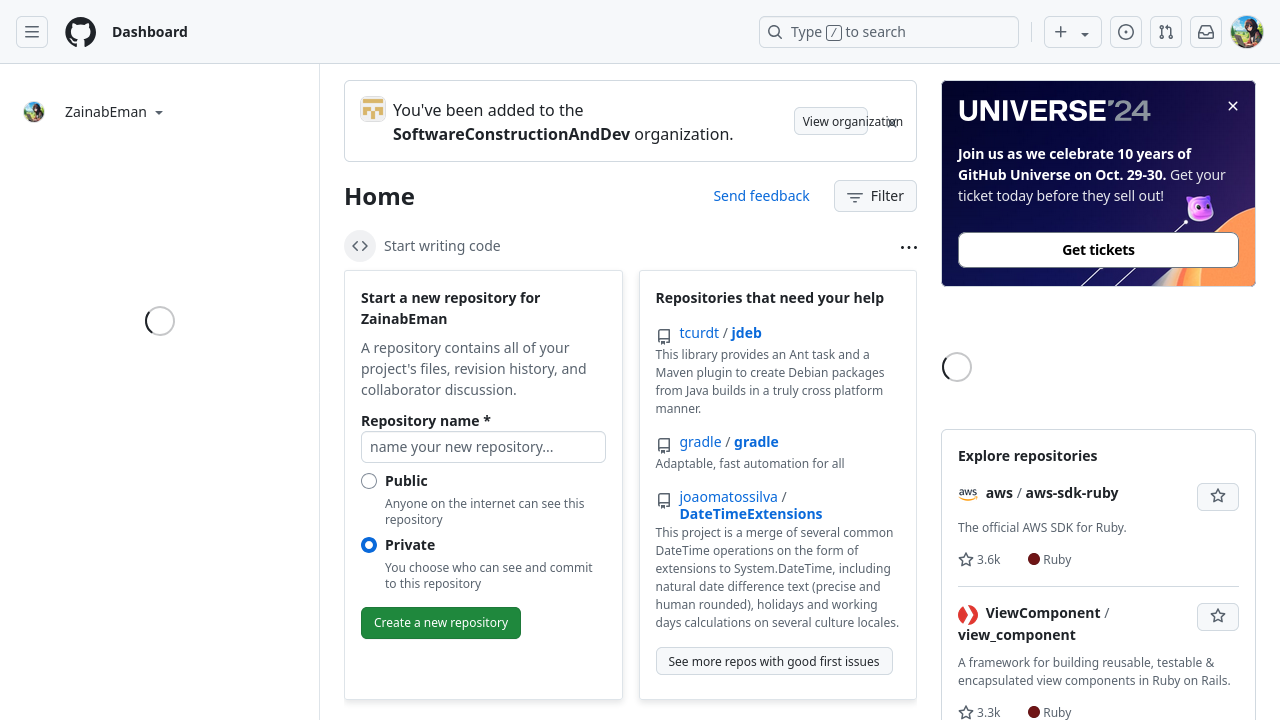 Dashboard
Type / to search
ZainabEman
You've been added to the
SoftwareConstructionAndDev organization.
View organization
Home
Send feedback
Filter
Start writing code
Start a new repository for
ZainabEman
A repository contains all of your
project's files, revision history, and
collaborator discussion.
Repository name *
name your new repository...
Public
Anyone on the internet can see this
repository
Private
You choose who can see and commit
to this repository
Create a new repository
Repositories that need your help
tcurdt / jdeb
This library provides an Ant task and a
Maven plugin to create Debian packages
from Java builds in a truly cross platform
manner.
gradle / gradle
Adaptable, fast automation for all
joaomatossilva /
DateTimeExtensions
This project is a merge of several common
DateTime operations on the form of
extensions to System.DateTime, including
natural date difference text (precise and
human rounded), holidays and working
days calculations on several culture locales.
See more repos with good first issues
UNIVERSE'24
Join us as we celebrate 10 years of
GitHub Universe on Oct. 29-30. Get your
ticket today before they sell out!
Get tickets
Explore repositories
aws
aws / aws-sdk-ruby
The official AWS SDK for Ruby.
3.6k
Ruby
ViewComponent /
view_component
A framework for building reusable, testable &
encapsulated view components in Ruby on Rails.
3.3k
Ruby